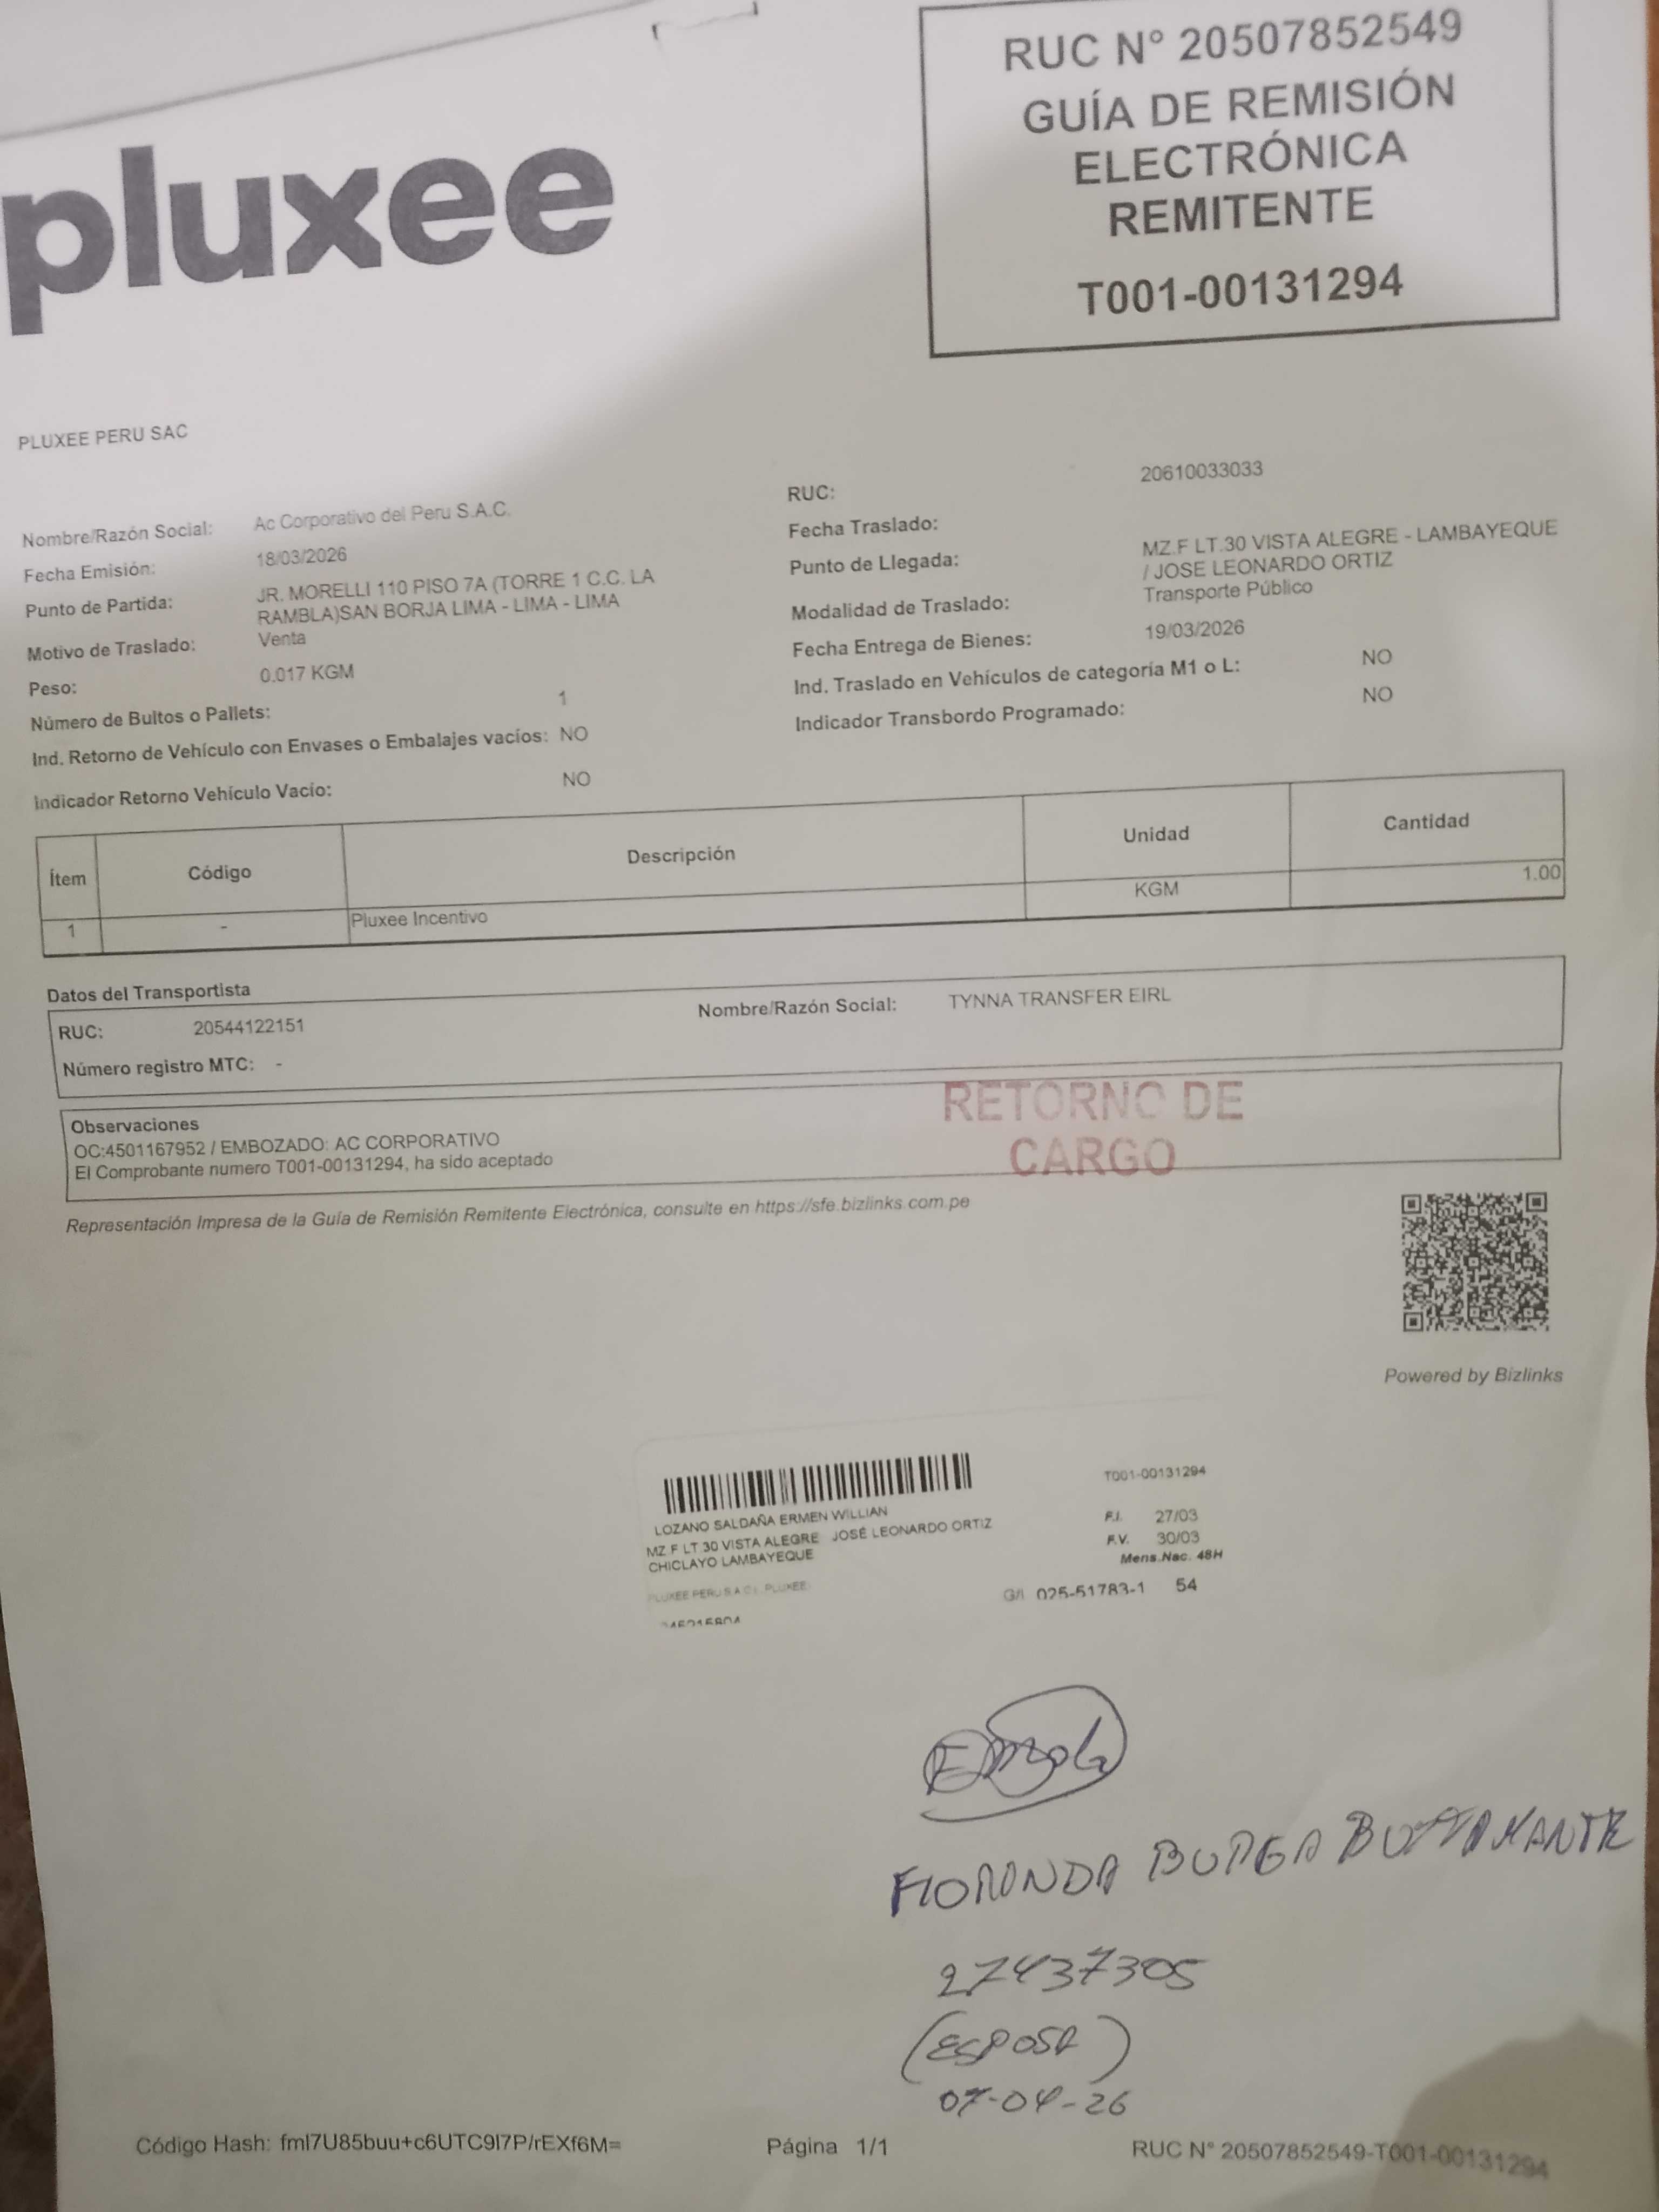 pluxee
RUC N° 20507852549
GUÍA DE REMISIÓN
ELECTRÓNICA
REMITENTE
T001-00131294
PLUXEE PERU SAC
Nombre/Razón Social: Ac Corporativo del Peru S.A.C.
Fecha Emisión: 18/03/2026
Punto de Partida: JR. MORELLI 110 PISO 7A (TORRE 1 C.C. LA
RAMBLA)SAN BORJA LIMA - LIMA - LIMA
Motivo de Traslado: Venta
Peso: 0.017 KGM
Número de Bultos o Pallets: 1
Ind. Retorno de Vehículo con Envases o Embalajes vacíos: NO
Indicador Retorno Vehículo Vacío: NO
RUC: 20610033033
Fecha Traslado:
Punto de Llegada: MZ.F LT.30 VISTA ALEGRE - LAMBAYEQUE
/ JOSE LEONARDO ORTIZ
Modalidad de Traslado: Transporte Público
Fecha Entrega de Bienes: 19/03/2026
Ind. Traslado en Vehículos de categoría M1 o L: NO
Indicador Transbordo Programado: NO
Ítem Código Descripción Unidad Cantidad
1 - Pluxee Incentivo KGM 1.00
Datos del Transportista
RUC: 20544122151 Nombre/Razón Social: TYNNA TRANSFER EIRL
Número registro MTC: -
Observaciones
OC:4501167952 / EMBOZADO: AC CORPORATIVO
El Comprobante numero T001-00131294, ha sido aceptado
RETORNO DE
CARGO
Representación Impresa de la Guía de Remisión Remitente Electrónica, consulte en https://sfe.bizlinks.com.pe
Powered by Bizlinks
LOZANO SALDAÑA ERMEN WILLIAN
MZ F LT 30 VISTA ALEGRE JOSÉ LEONARDO ORTIZ
CHICLAYO LAMBAYEQUE
PLUXEE PERU S.A.C. PLUXEE
T001-00131294
F.I. 27/03
F.V. 30/03
Mens.Nac. 48H
G/I 025-51783-1 54
BURGA BUSTAMANTE
27437305
(ESPOSA)
07-04-26
Código Hash: fml7U85buu+c6UTC9l7P/rEXf6M=
Página 1/1
RUC N° 20507852549-T001-00131294